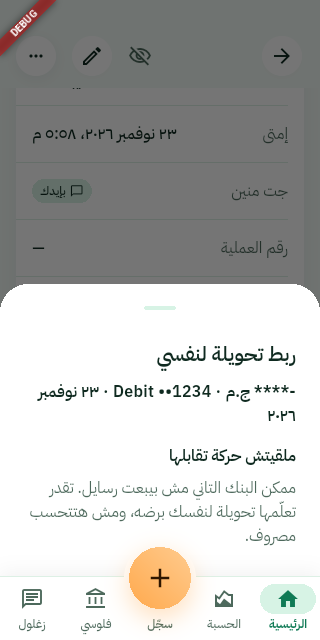 DEBUG
إمتى
٢٣ نوفمبر ٢٠٢٦، ٥:٥٨ م
جت منين
بإيدك
رقم العملية
—
ربط تحويلة لنفسي
-**** ج.م · Debit ••1234 · ٢٣ نوفمبر
٢٠٢٦
ملقيتش حركة تقابلها
ممكن البنك التاني مش بيبعت رسايل. تقدر
تعلّمها تحويلة لنفسك برضه، ومش هتتحسب
مصروف.
الرئيسية
الحسبة
سجّل
فلوسي
زغلول